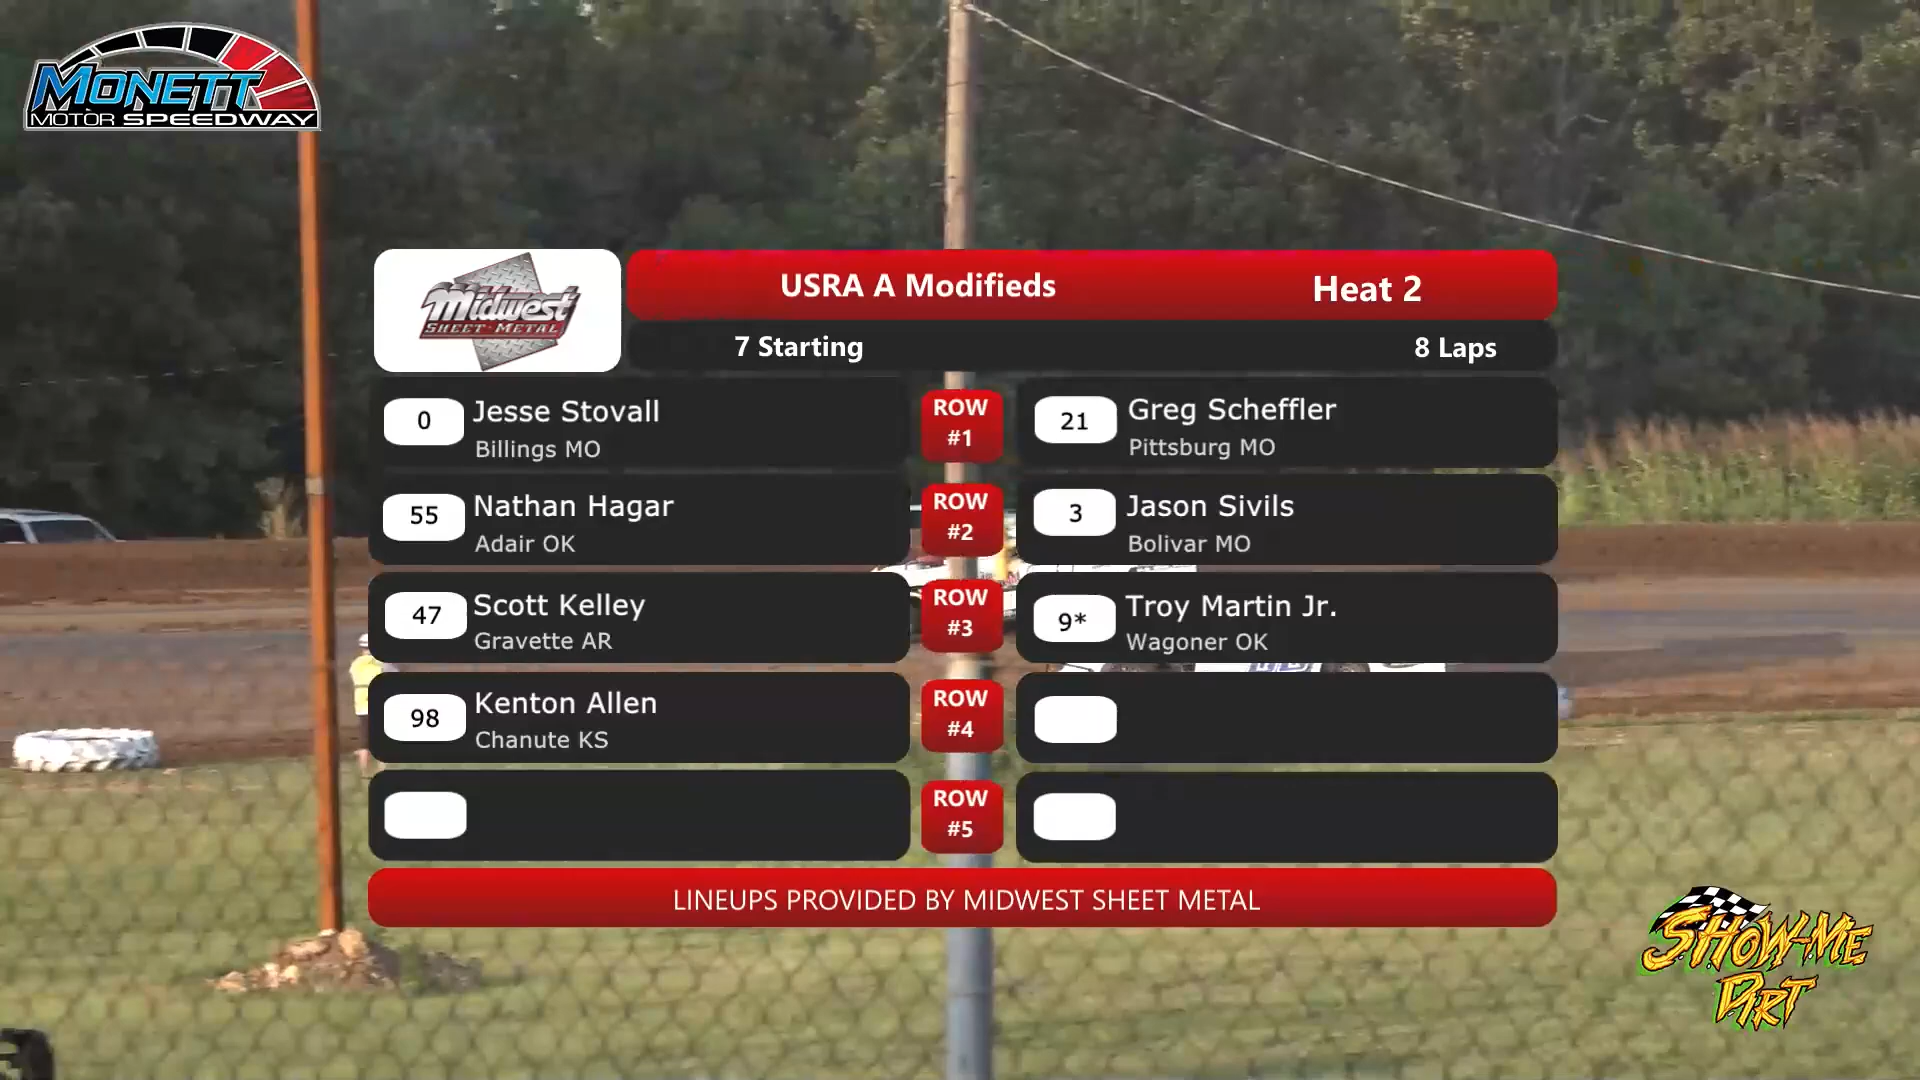 MONETT
MOTOR SPEEDWAY
Midwest
SHEET METAL
USRA A Modifieds
Heat 2
7 Starting
8 Laps
0
Jesse Stovall
Billings MO
ROW
#1
21
Greg Scheffler
Pittsburg MO
55
Nathan Hagar
Adair OK
ROW
#2
3
Jason Sivils
Bolivar MO
47
Scott Kelley
Gravette AR
ROW
#3
9*
Troy Martin Jr.
Wagoner OK
98
Kenton Allen
Chanute KS
ROW
#4
ROW
#5
LINEUPS PROVIDED BY MIDWEST SHEET METAL
SHOW-ME
DIRT